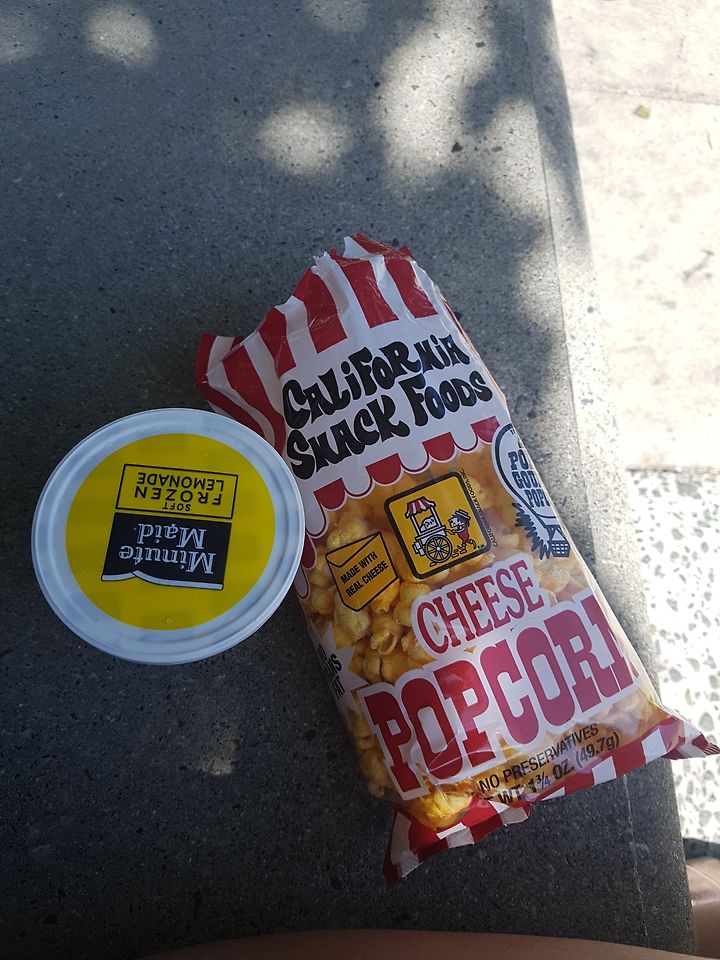 CALIFORNIA
SNACK FOODS
MADE WITH
REAL CHEESE
CHEESE
POPCORN
NO PRESERVATIVES
WT. 1¾ OZ. (49.7g)
Minute
Maid
SOFT
FROZEN
LEMONADE